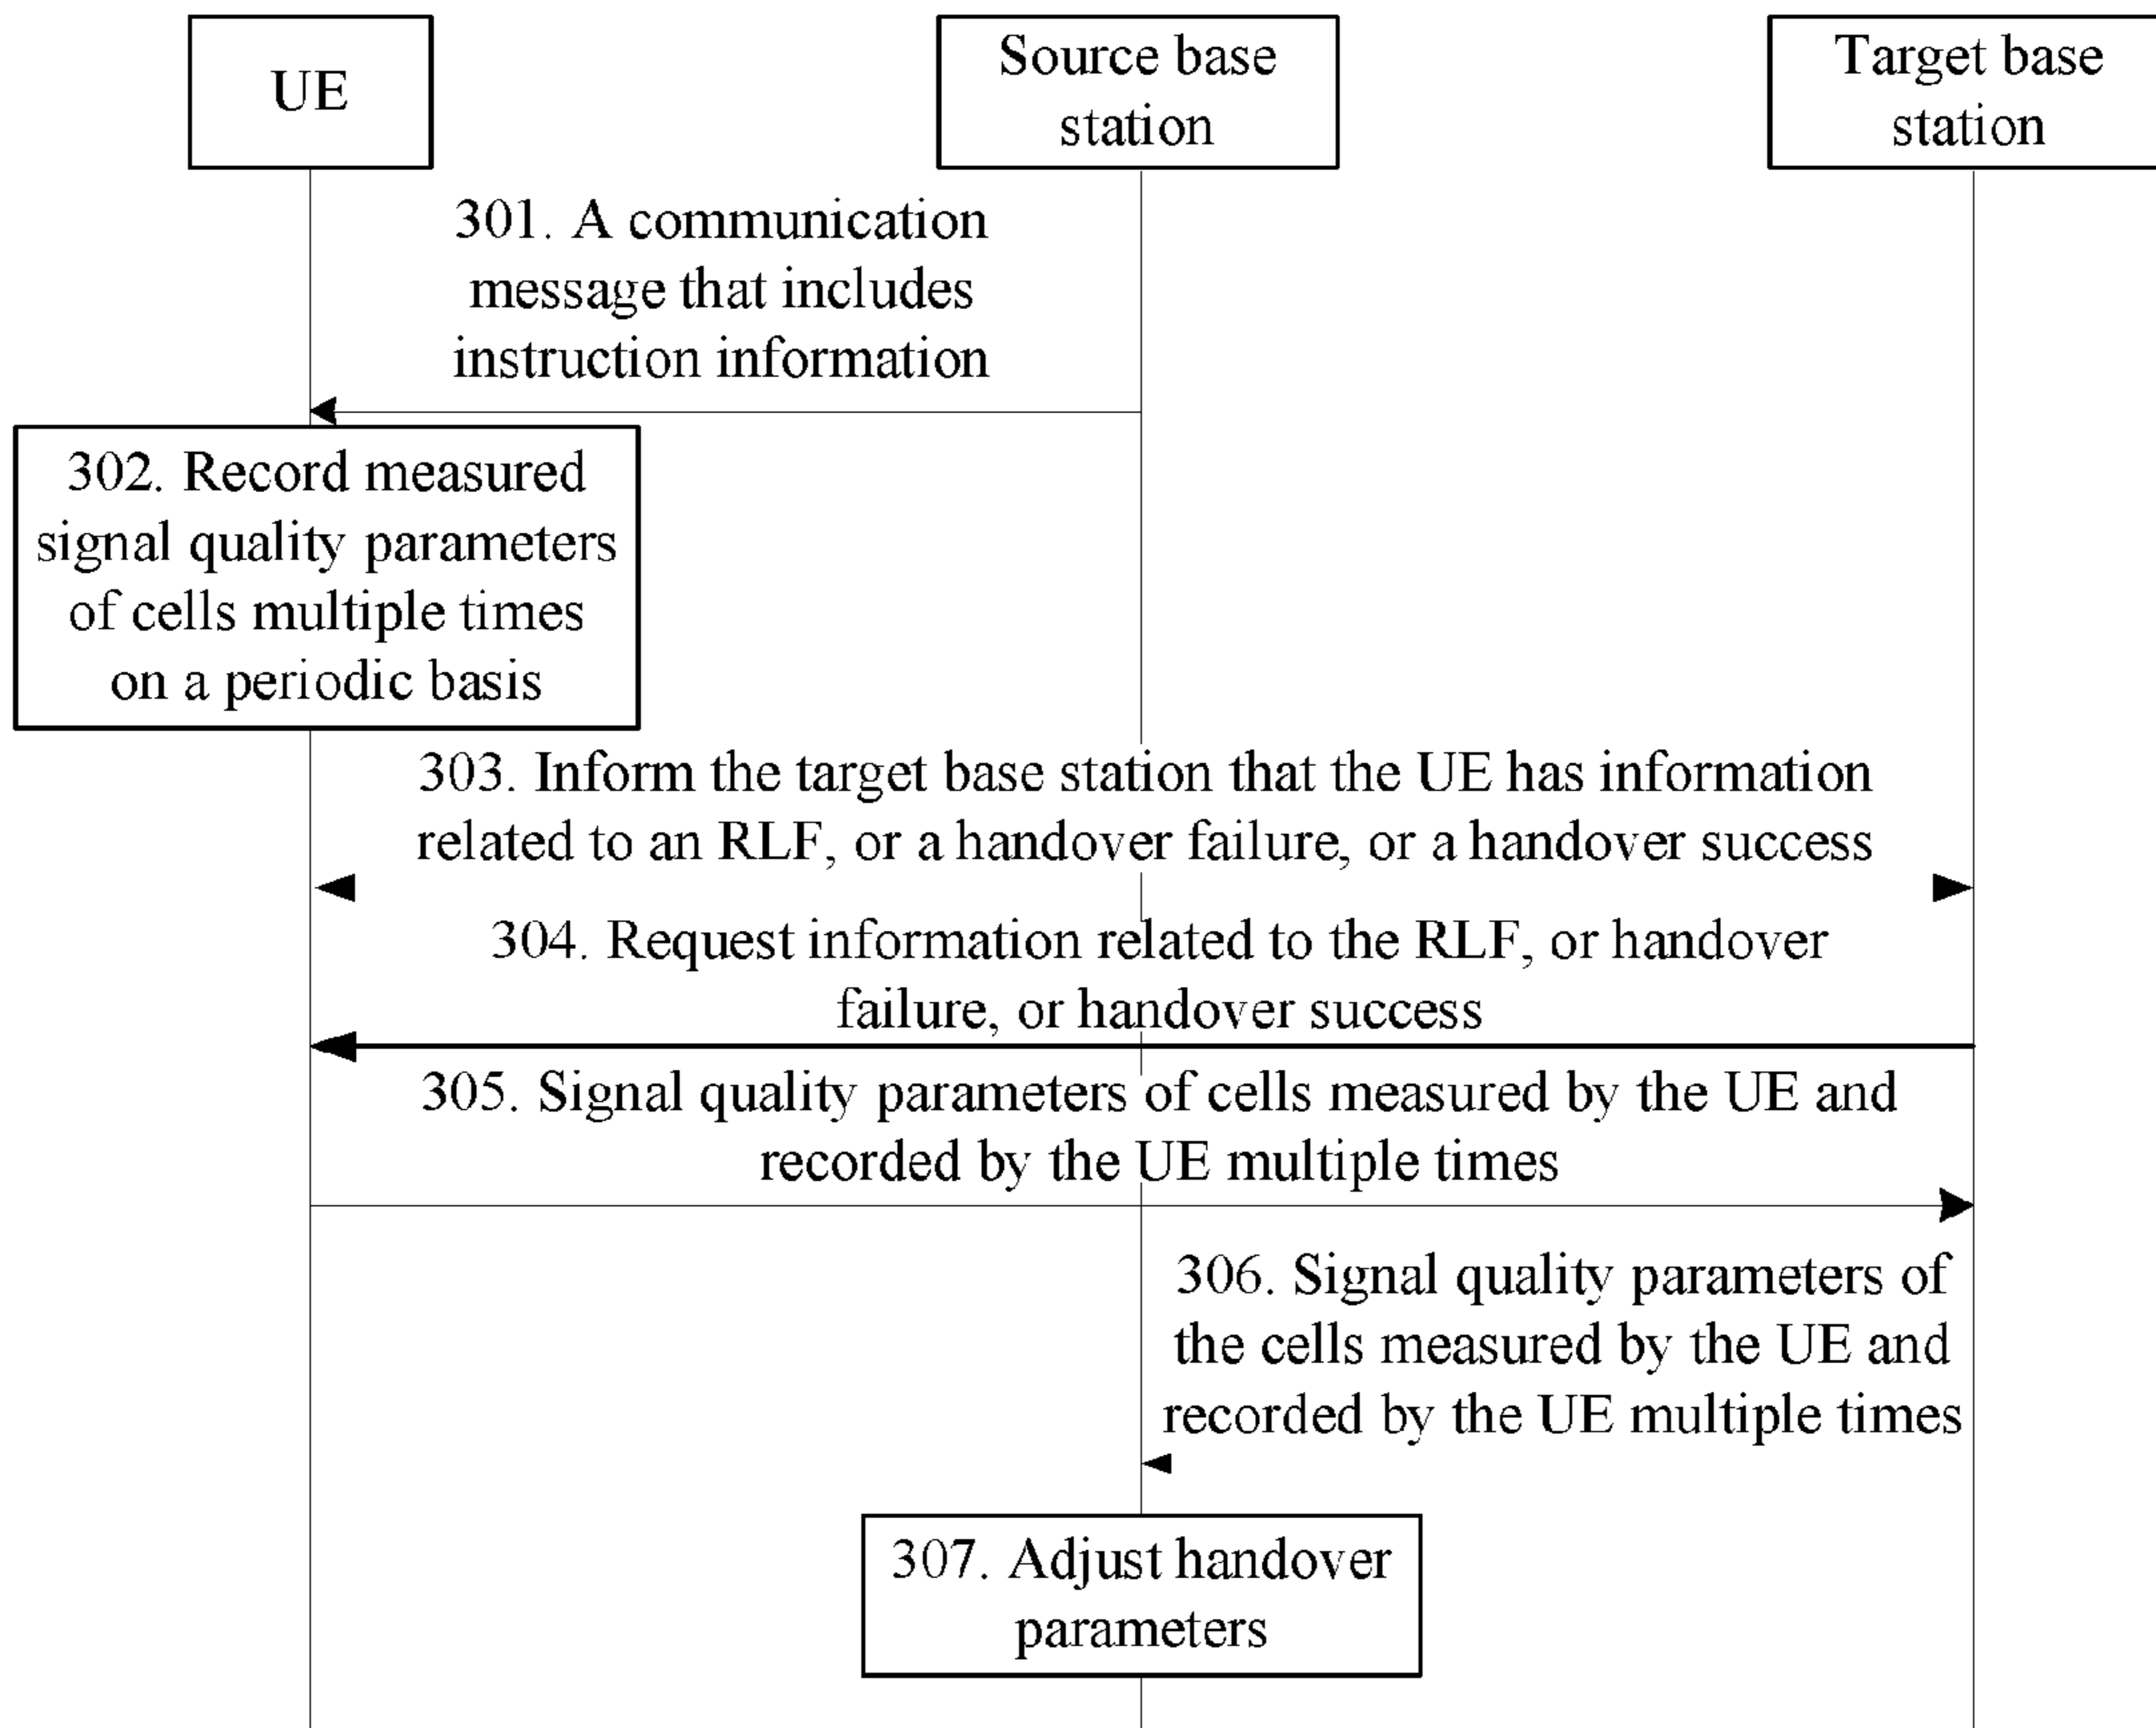 UE
Source base
station
Target base
station
301. A communication
message that includes
instruction information
302. Record measured
signal quality parameters
of cells multiple times
on a periodic basis
303. Inform the target base station that the UE has information
related to an RLF, or a handover failure, or a handover success
304. Request information related to the RLF, or handover
failure, or handover success
305. Signal quality parameters of cells measured by the UE and
recorded by the UE multiple times
306. Signal quality parameters of
the cells measured by the UE and
recorded by the UE multiple times
307. Adjust handover
parameters